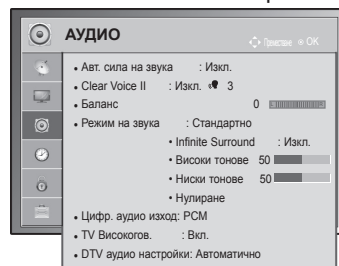 АУДИО
Преместване OK
Авт. сила на звука : Изкл.
Clear Voice II : Изкл. 3
Баланс 0
Режим на звука : Стандартно
• Infinite Surround : Изкл.
• Високи тонове 50
• Ниски тонове 50
• Нулиране
Цифр. аудио изход: PCM
TV Високогов. : Вкл.
DTV аудио настройки: Автоматично